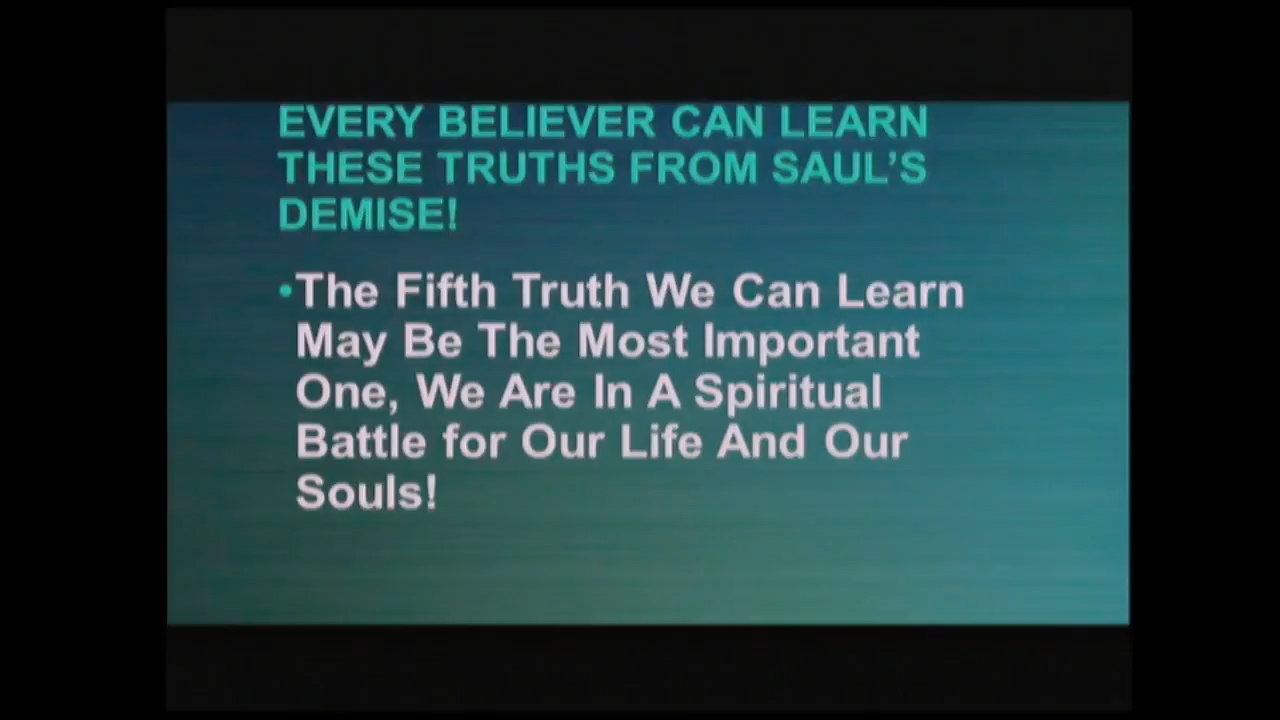 EVERY BELIEVER CAN LEARN
THESE TRUTHS FROM SAUL’S
DEMISE!
•The Fifth Truth We Can Learn
May Be The Most Important
One, We Are In A Spiritual
Battle for Our Life And Our
Souls!